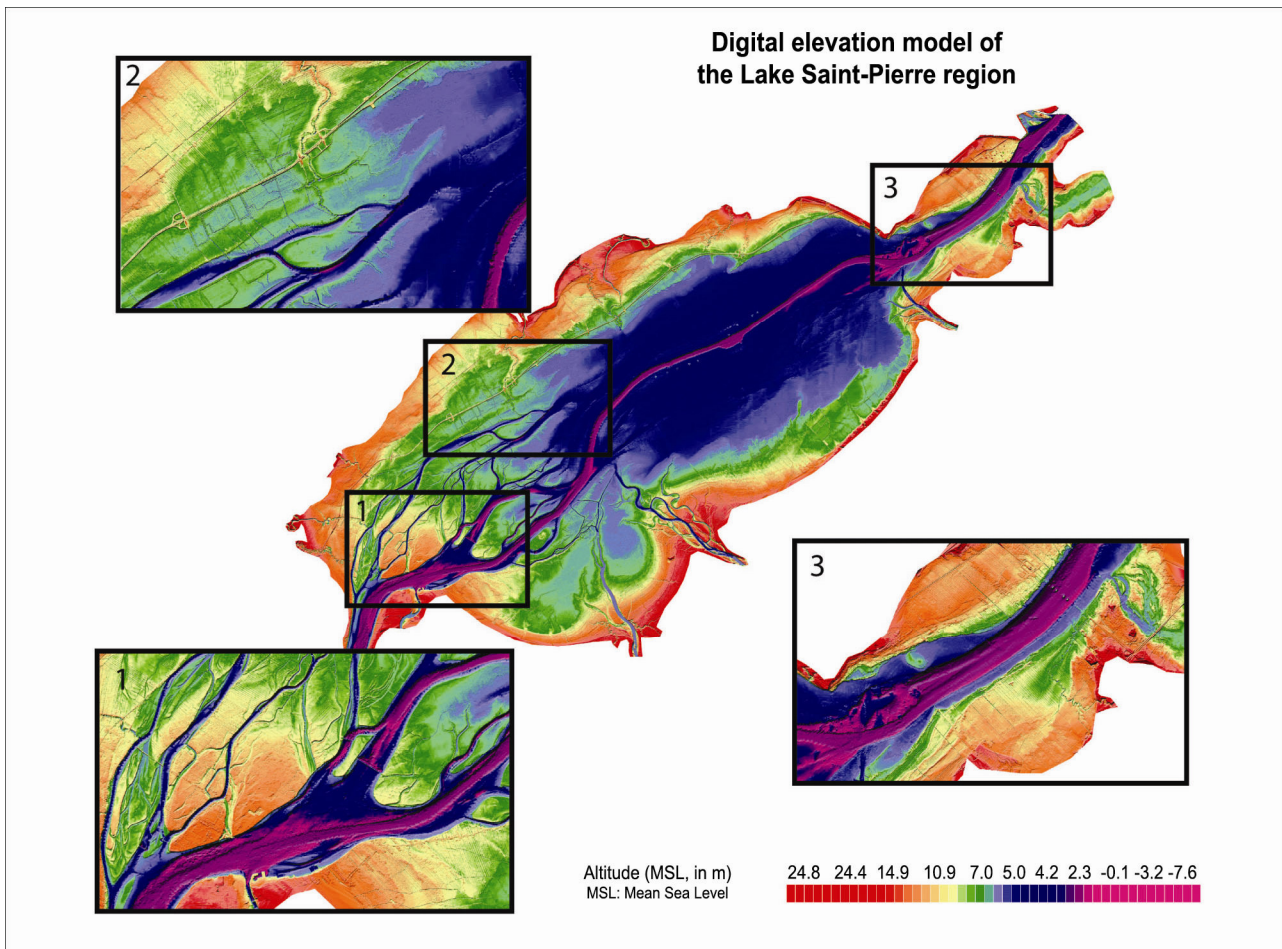 Digital elevation model of
the Lake Saint-Pierre region
2
3
2
1
3
1
Altitude (MSL, in m)
MSL: Mean Sea Level
24.8 24.4 14.9 10.9 7.0 5.0 4.2 2.3 -0.1 -3.2 -7.6